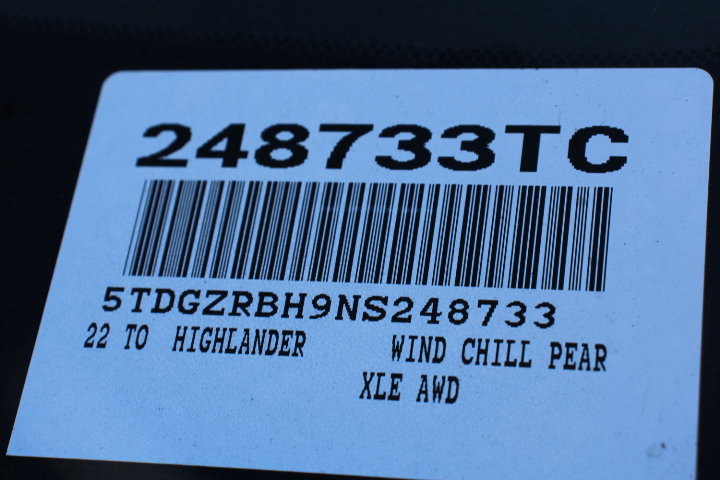 248733TC
5TDGZRBH9NS248733
22 TO HIGHLANDER WIND CHILL PEAR
XLE AWD